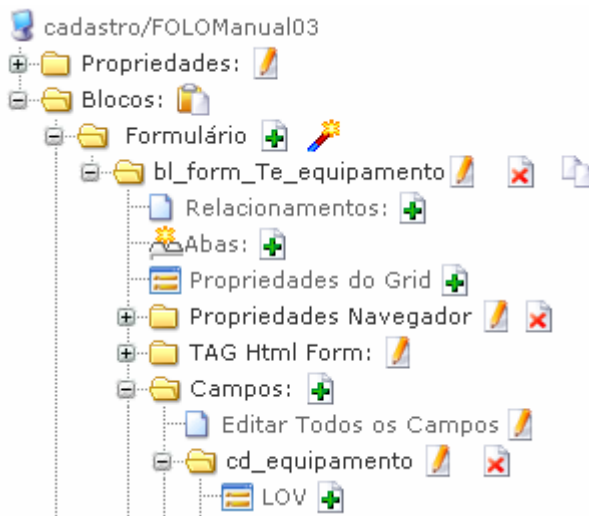 cadastro/FOLOManual03
Propriedades:
Blocos:
Formulário
bl_form_Te_equipamento
Relacionamentos:
Abas:
Propriedades do Grid
Propriedades Navegador
TAG Html Form:
Campos:
Editar Todos os Campos
cd_equipamento
LOV